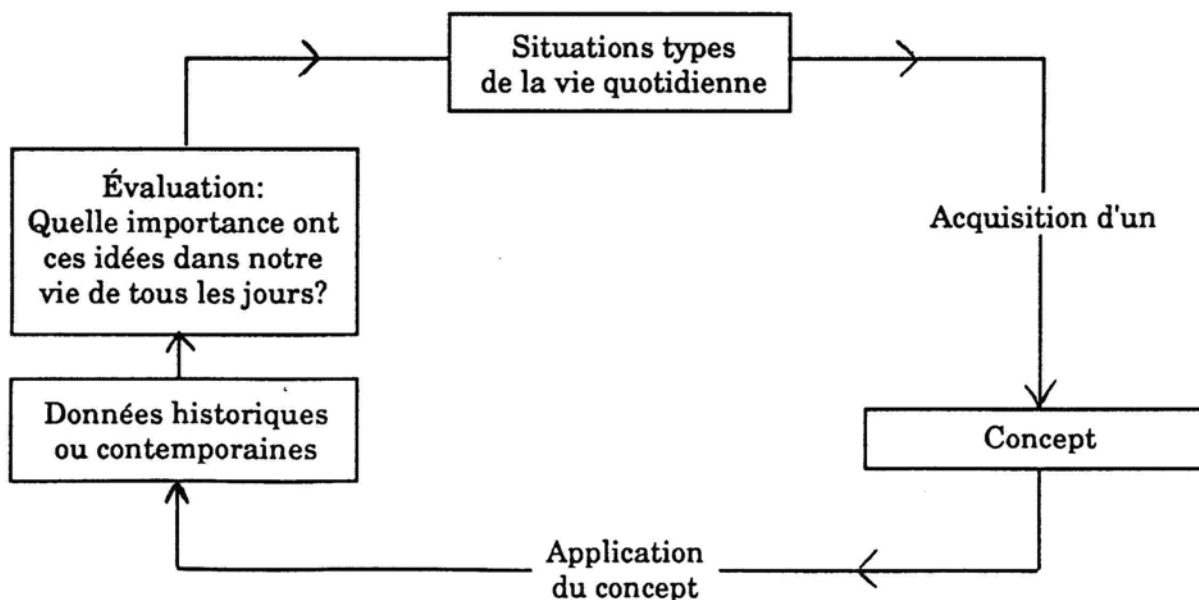 Situations types
de la vie quotidienne
Acquisition d'un
Concept
Application
du concept
Données historiques
ou contemporaines
Évaluation:
Quelle importance ont
ces idées dans notre
vie de tous les jours?